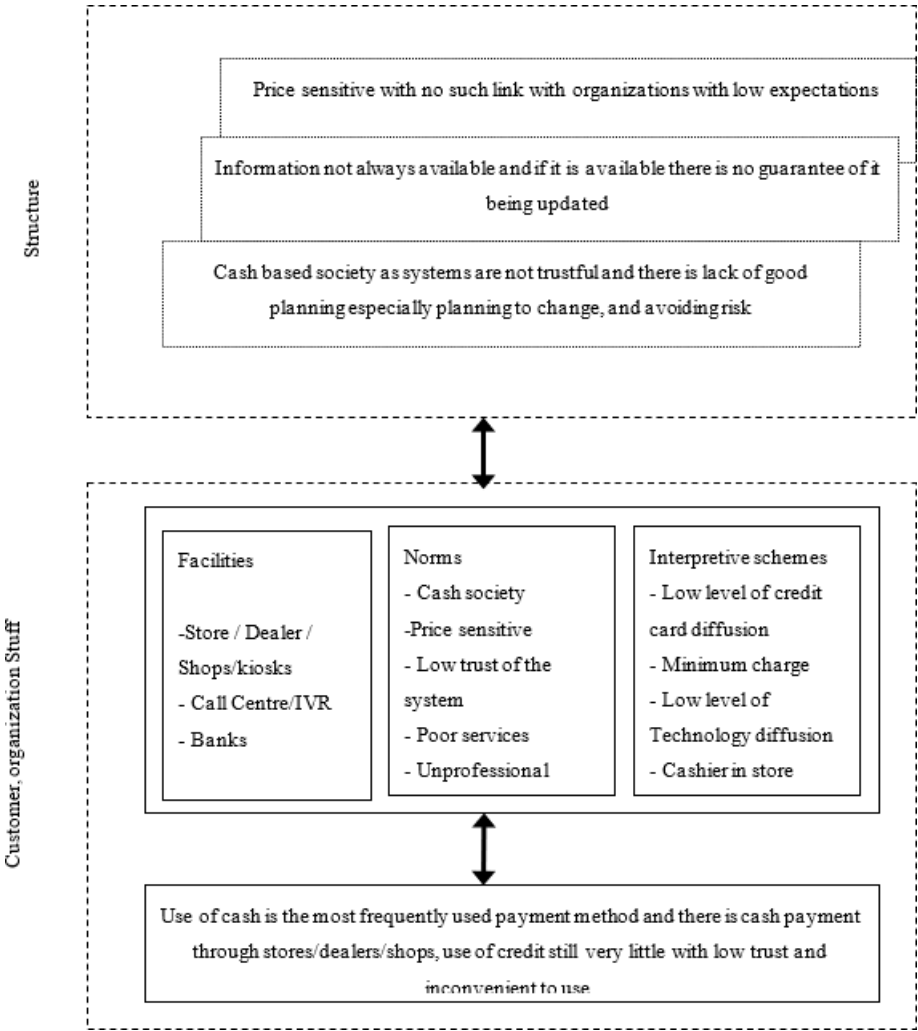 Structure
Price sensitive with no such link with organizations with low expectations
Information not always available and if it is available there is no guarantee of it
being updated
Cash based society as systems are not trustful and there is lack of good
planning especially planning to change, and avoiding risk
Customer, organization Stuff
Facilities
-Store / Dealer /
Shops/kiosks
- Call Centre/IVR
- Banks
Norms
- Cash society
-Price sensitive
- Low trust of the
system
- Poor services
- Unprofessional
Interpretive schemes
- Low level of credit
card diffusion
- Minimum charge
- Low level of
Technology diffusion
- Cashier in store
Use of cash is the most frequently used payment method and there is cash payment
through stores/dealers/shops, use of credit still very little with low trust and
inconvenient to use